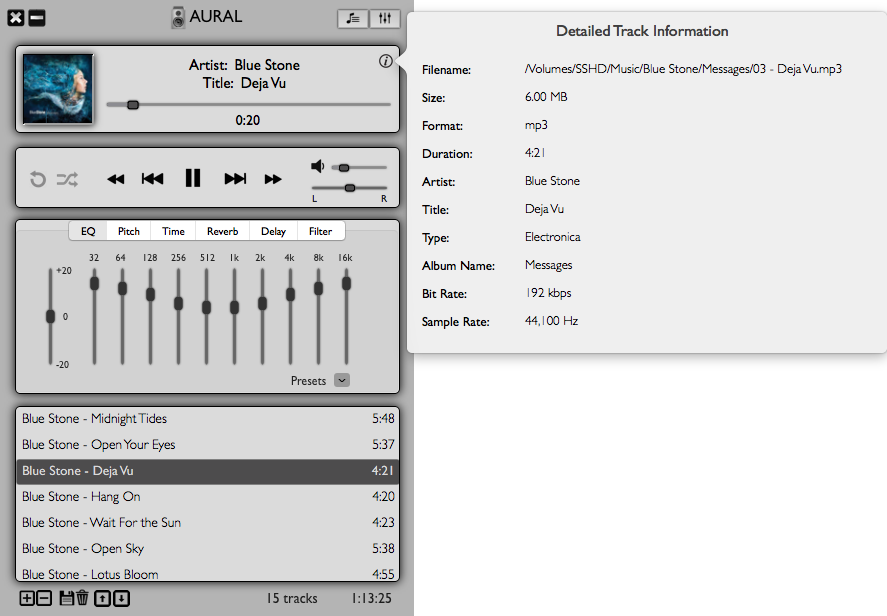 AURAL
Artist: Blue Stone
Title: Deja Vu
0:20
L R
EQ Pitch Time Reverb Delay Filter
32 64 128 256 512 1k 2k 4k 8k 16k
+20
0
-20
Presets
Blue Stone - Midnight Tides 5:48
Blue Stone - Open Your Eyes 5:37
Blue Stone - Deja Vu 4:21
Blue Stone - Hang On 4:20
Blue Stone - Wait For the Sun 4:23
Blue Stone - Open Sky 5:38
Blue Stone - Lotus Bloom 4:55
15 tracks 1:13:25
Detailed Track Information
Filename: /Volumes/SSHD/Music/Blue Stone/Messages/03 - Deja Vu.mp3
Size: 6.00 MB
Format: mp3
Duration: 4:21
Artist: Blue Stone
Title: Deja Vu
Type: Electronica
Album Name: Messages
Bit Rate: 192 kbps
Sample Rate: 44,100 Hz